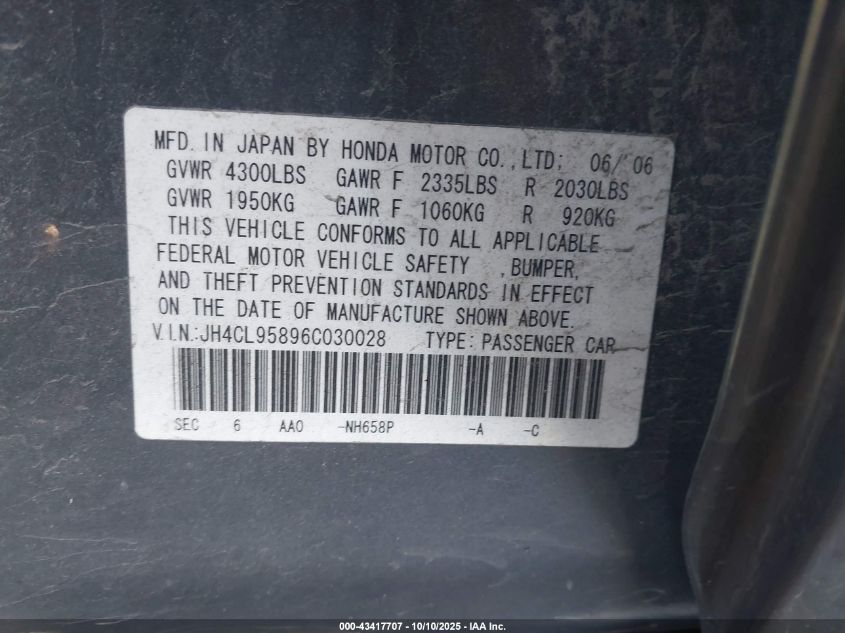 MFD. IN JAPAN BY HONDA MOTOR CO.,LTD; 06/ 06
GVWR 4300LBS GAWR F 2335LBS R 2030LBS
GVWR 1950KG GAWR F 1060KG R 920KG
THIS VEHICLE CONFORMS TO ALL APPLICABLE
FEDERAL MOTOR VEHICLE SAFETY , BUMPER,
AND THEFT PREVENTION STANDARDS IN EFFECT
ON THE DATE OF MANUFACTURE SHOWN ABOVE.
V.I.N.:JH4CL95896C030028 TYPE: PASSENGER CAR
SEC 6 AAO -NH658P -A -C
000-43417707 - 10/10/2025 - IAA Inc.